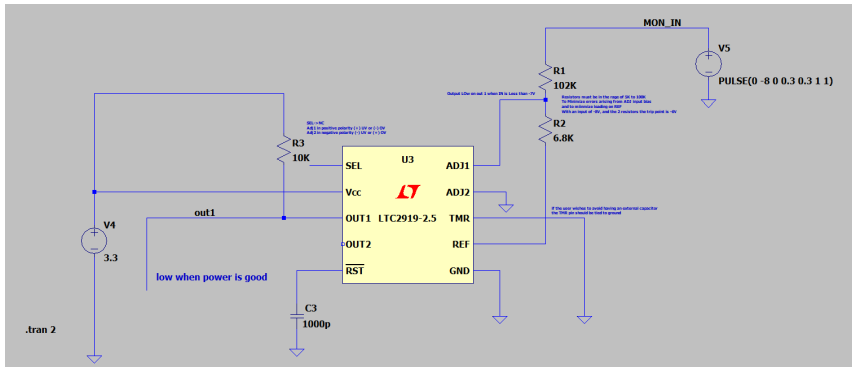 MON_IN
V5
PULSE(0 -8 0 0.3 0.3 1 1)
R1
102K
Output LOw on out 1 when IN is Less than -7V
Resistors must be in the rage of 5K to 100K
To Minimize errors arising from ADJ input bias
and to minimize loading on REF
With an input of -8V, and the 2 resistors the trip point is -8V
R2
6.8K
SEL = NC
Adj 1 in positive polarity (+) UV or (-) OV
Adj 2 in negitive polarity (-) UV or (+) OV
R3
10K
U3
SEL
Vcc
OUT1
OUT2
RST
LT
LTC2919-2.5
ADJ1
ADJ2
TMR
REF
GND
If the user wishes to avoid having an external capacitor
the TMR pin should be tied to ground
out1
V4
3.3
low when power is good
C3
1000p
.tran 2